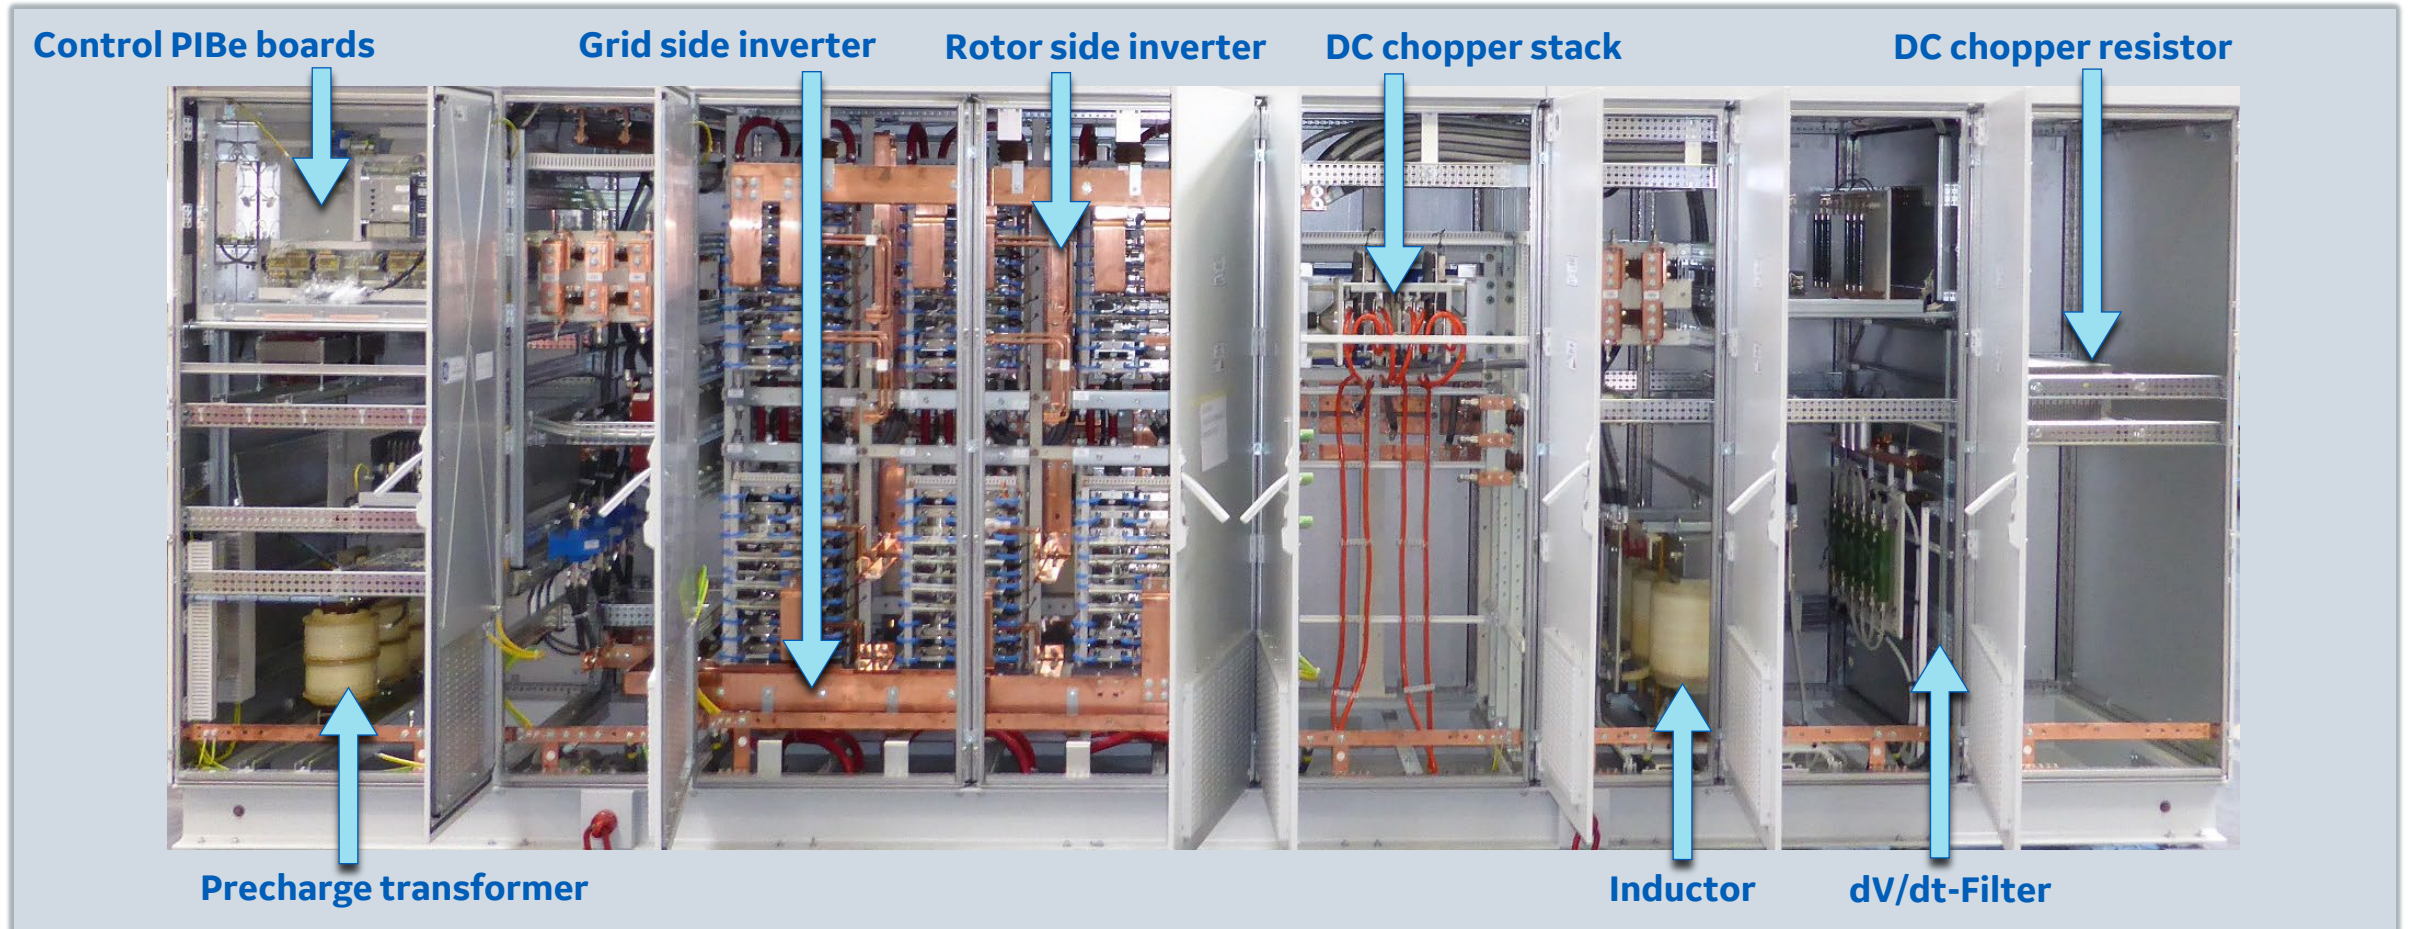 Control PIBe boards
Grid side inverter
Rotor side inverter
DC chopper stack
DC chopper resistor
Precharge transformer
Inductor
dV/dt-Filter